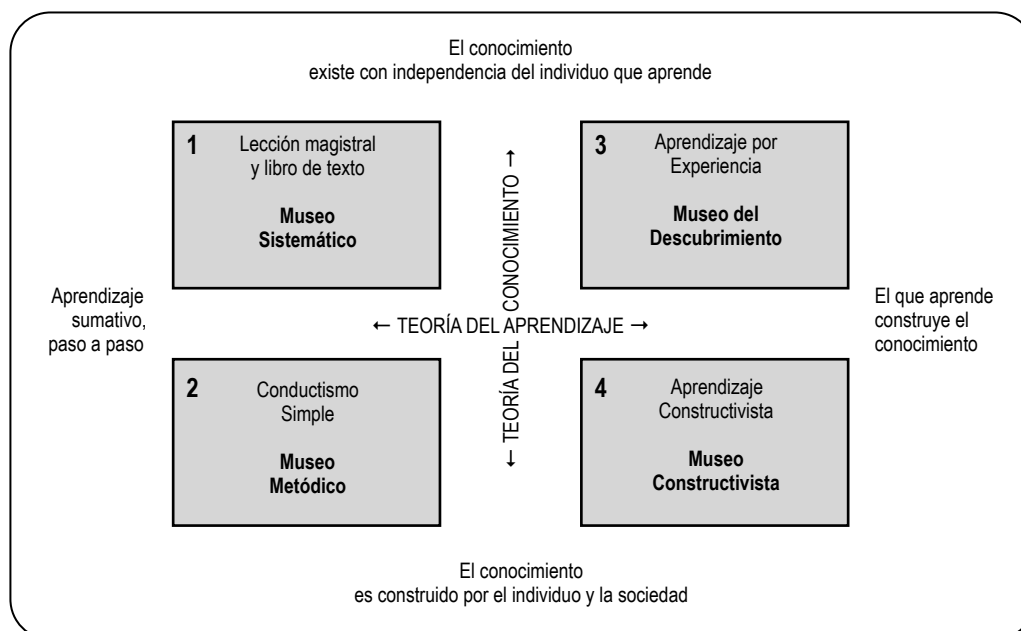 El conocimiento
existe con independencia del individuo que aprende
1
Lección magistral
y libro de texto
Museo
Sistemático
3
Aprendizaje por
Experiencia
Museo del
Descubrimiento
Aprendizaje
sumativo,
paso a paso
← TEORÍA DEL APRENDIZAJE →
← TEORÍA DEL CONOCIMIENTO →
El que aprende
construye el
conocimiento
2
Conductismo
Simple
Museo
Metódico
4
Aprendizaje
Constructivista
Museo
Constructivista
El conocimiento
es construido por el individuo y la sociedad